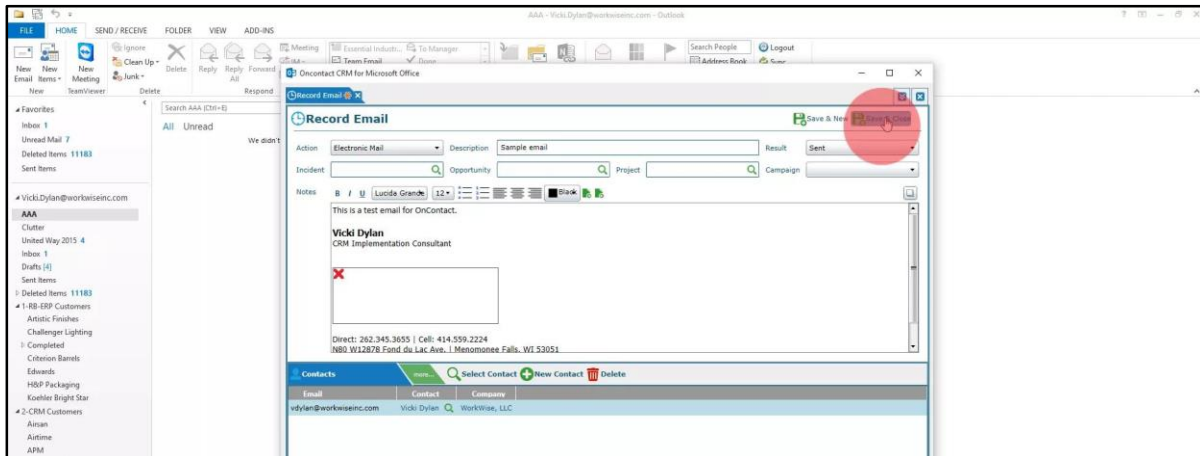 AAA - Vicki.Dylan@workwiseinc.com - Outlook
FILE HOME SEND / RECEIVE FOLDER VIEW ADD-INS
New Email
New Items
New Meeting
Ignore
Clean Up
Junk
Delete
Reply
Reply All
Forward
Meeting
Team Email
To Manager
Done
Search People
Address Book
Logout
Sync
New TeamViewer Delete Respond
Favorites
Inbox 1
Unread Mail 7
Deleted Items 11183
Sent Items
Vicki.Dylan@workwiseinc.com
AAA
Clutter
United Way 2015 4
Inbox 1
Drafts [4]
Sent Items
Deleted Items 11183
1-RB-ERP Customers
Artistic Finishes
Challenger Lighting
Completed
Criterion Barrels
Edwards
H&P Packaging
Koehler Bright Star
2-CRM Customers
Airsan
Airtime
APM
Search AAA (Ctrl+E)
All Unread
We didn't
Oncontact CRM for Microsoft Office
Record Email
Record Email
Save & New Save & Close
Action Electronic Mail Description Sample email Result Sent
Incident Opportunity Project Campaign
Notes B I U Lucida Grande 12 Black
This is a test email for OnContact.
Vicki Dylan
CRM Implementation Consultant
Direct: 262.345.3655 | Cell: 414.559.2224
N80 W12878 Fond du Lac Ave. | Menomonee Falls, WI 53051
Contacts more... Select Contact New Contact Delete
Email Contact Company
vdylan@workwiseinc.com Vicki Dylan WorkWise, LLC